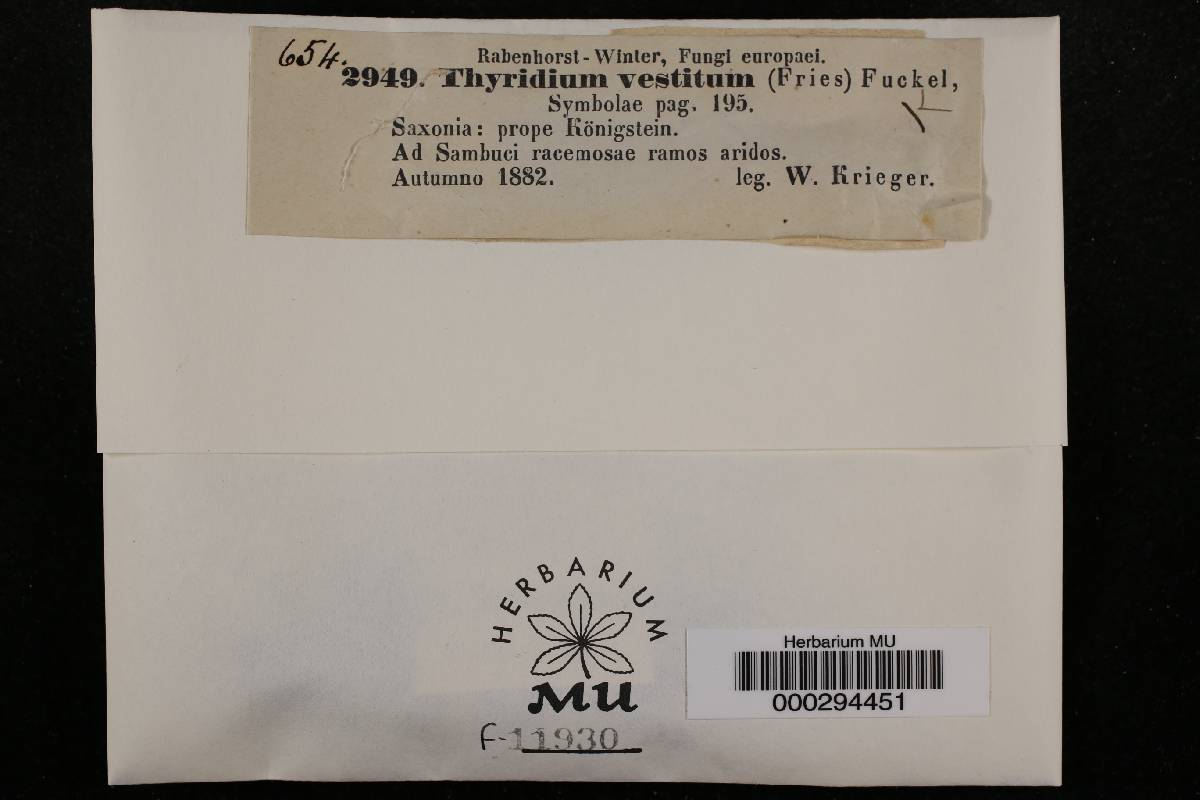 654.
Rabenhorst-Winter, Fungi europaei.
2949. Thyridium vestitum (Fries) Fuckel,
Symbolae pag. 195.
Saxonia: prope Königstein.
Ad Sambuci racemosae ramos aridos.
Autumno 1882. leg. W. Krieger.
HERBARIUM
MU
F-11930
Herbarium MU
000294451